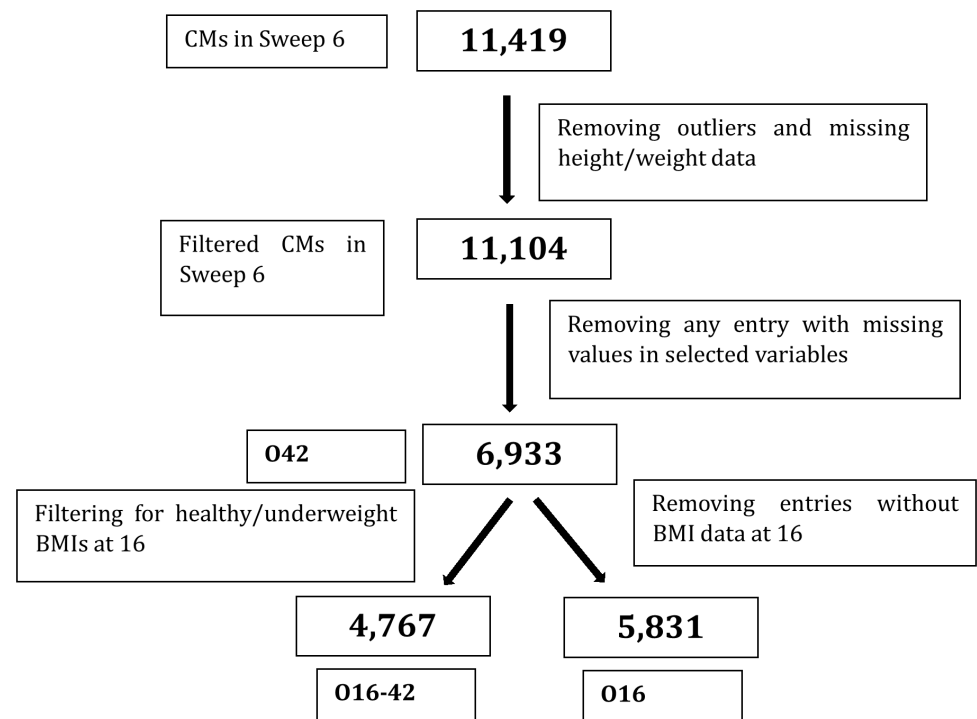 CMs in Sweep 6
11,419
Removing outliers and missing
height/weight data
Filtered CMs in
Sweep 6
11,104
Removing any entry with missing
values in selected variables
O42
6,933
Filtering for healthy/underweight
BMIs at 16
Removing entries without
BMI data at 16
4,767
5,831
O16-42
O16